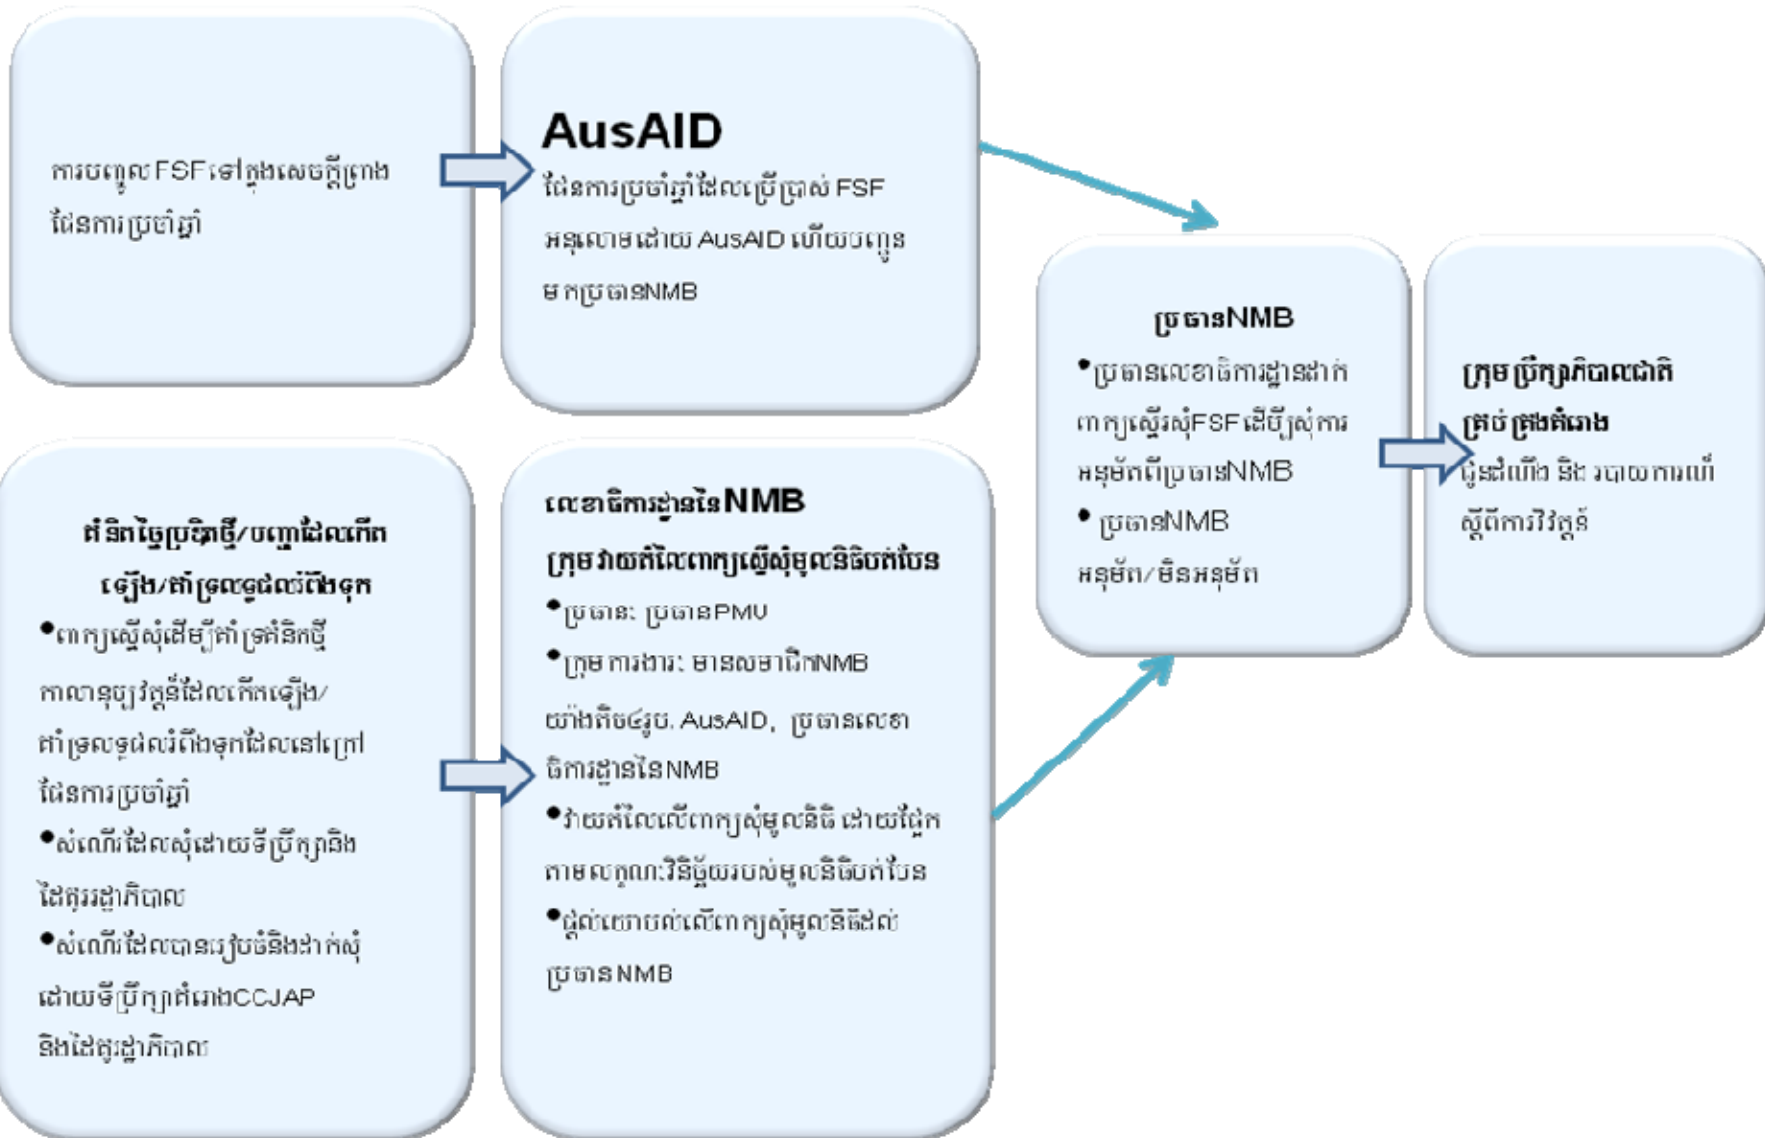 ការបញ្ចូល FSF ទៅក្នុងសេចក្តីព្រាង
ផែនការប្រចាំឆ្នាំ
AusAID
ផែនការប្រចាំឆ្នាំដែលប្រើប្រាស់ FSF
អនុលោមដោយ AusAID ហើយបញ្ជូន
មកប្រធានNMB
ប្រធានNMB
•ប្រធានលេខាធិការដ្ឋានដាក់
ពាក្យស្នើរសុំFSF ដើម្បីសុំការ
អនុម័តពីប្រធានNMB
• ប្រធានNMB
អនុម័ត/មិនអនុម័ត
ក្រុមប្រឹក្សាភិបាលជាតិ
គ្រប់គ្រងគំរោង
ជូនដំណឹង និង របាយការណ៍
ស្តីពីការវិវត្តន៍
គំនិតច្នៃប្រឌិតថ្មី/បញ្ហាដែលកើត
ឡើង/គាំទ្រលទ្ធផលរំពឹងទុក
•ពាក្យស្នើសុំដើម្បីគាំទ្រគំនិតថ្មី
កាលានុប្បវត្តន៍ដែលកើតឡើង/
គាំទ្រលទ្ធផលរំពឹងទុកដែលនៅក្រៅ
ផែនការប្រចាំឆ្នាំ
•សំណើរដែលសុំដោយទីប្រឹក្សានិង
ដៃគូររដ្ឋាភិបាល
•សំណើរដែលបានរៀបចំនិងដាក់សុំ
ដោយទីប្រឹក្សាគំរោងCCJAP
និងដៃគូរដ្ឋាភិបាល
លេខាធិការដ្ឋាននៃNMB
ក្រុមវាយតំលៃពាក្យស្នើសុំមូលនិធិបត់បែន
•ប្រធាន: ប្រធានPMU
•ក្រុមការងារ: មានសមាជិកNMB
យ៉ាងតិច៤រូប, AusAID, ប្រធានលេខា
ធិការដ្ឋាននៃNMB
•វាយតំលៃលើពាក្យសុំមូលនិធិ ដោយផ្អែក
តាមលក្ខណៈវិនិច្ឆ័យរបស់មូលនិធិបត់បែន
•ផ្តល់យោបល់លើពាក្យសុំមូលនិធិដល់
ប្រធានNMB